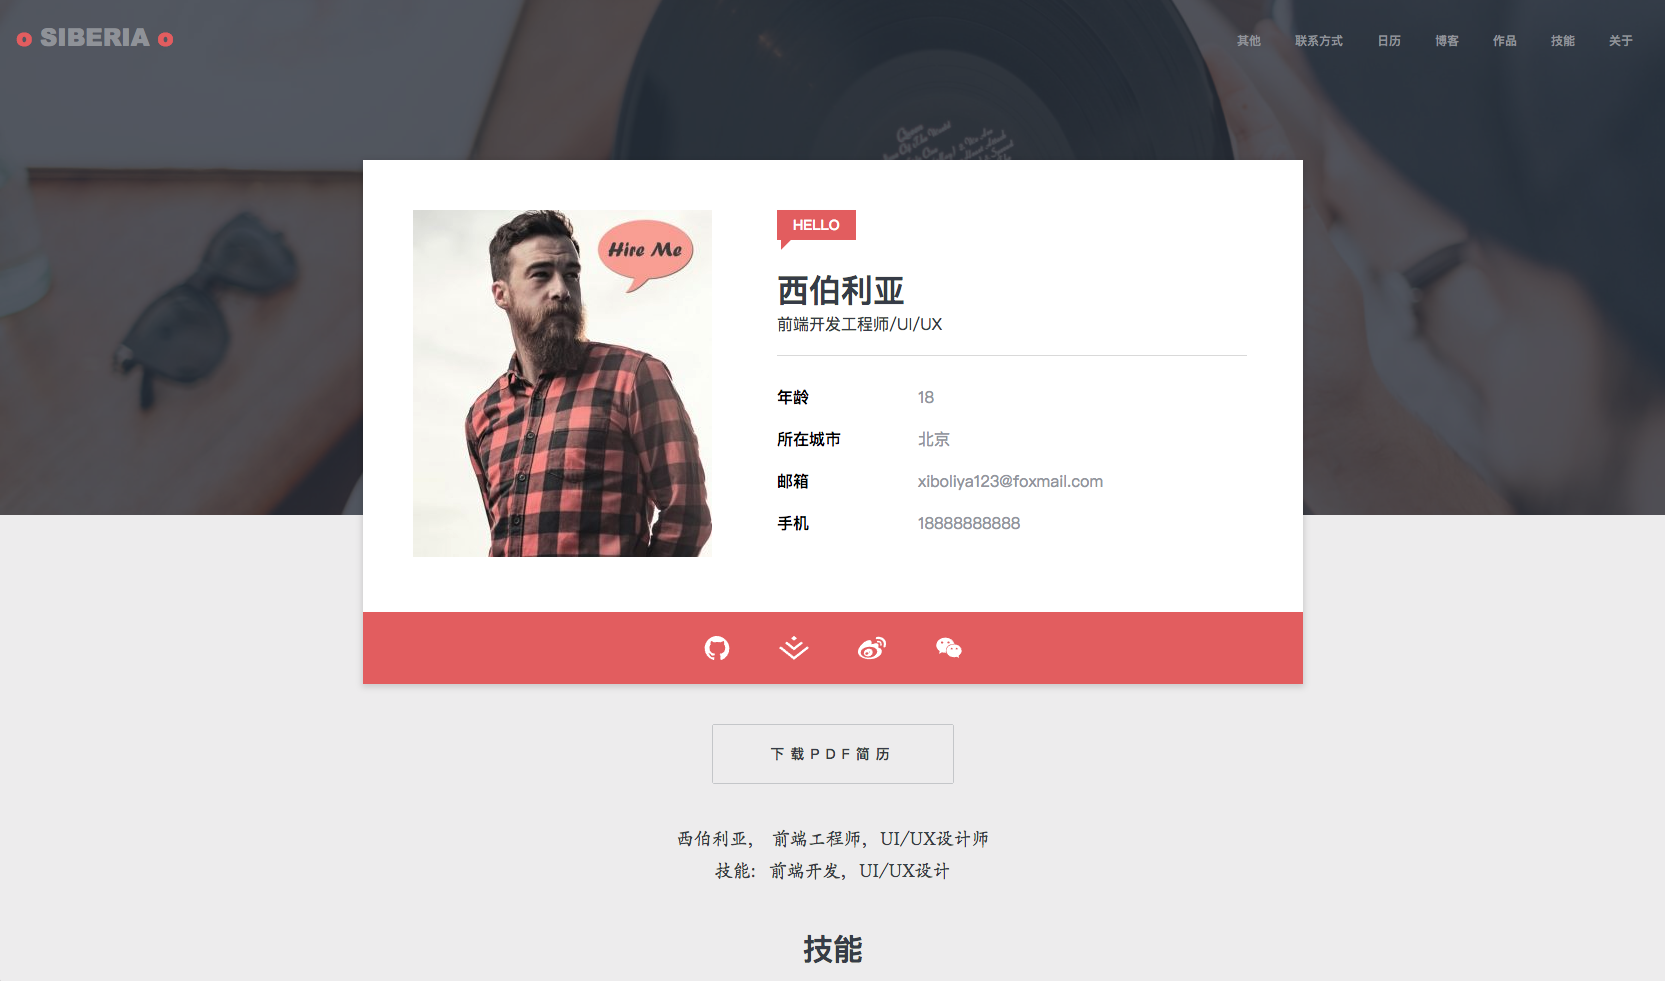 SIBERIA
其他 联系方式 日历 博客 作品 技能 关于
Hire Me
HELLO
西伯利亚
前端开发工程师/UI/UX
年龄 18
所在城市 北京
邮箱 xiboliya123@foxmail.com
手机 18888888888
下载PDF简历
西伯利亚， 前端工程师，UI/UX设计师
技能：前端开发，UI/UX设计
技能